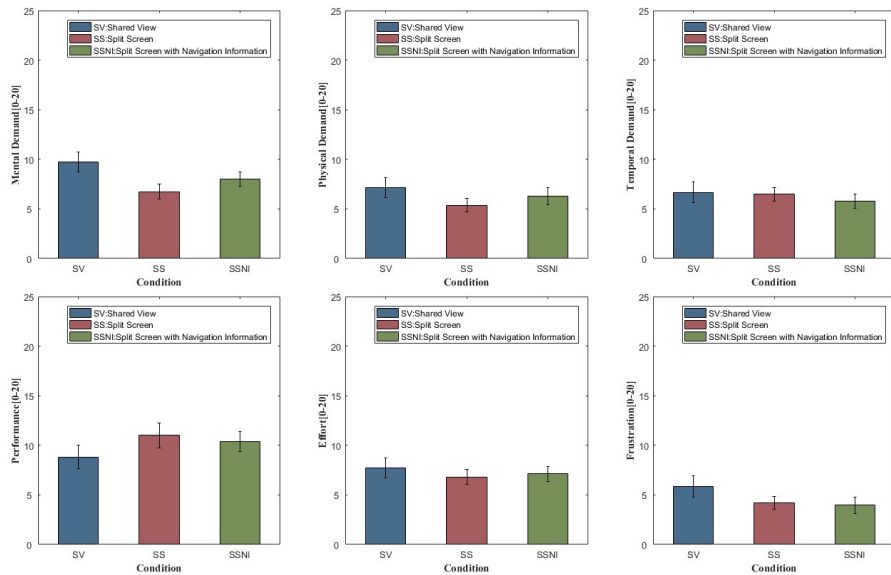 25
20
15
10
5
0
Mental Demand[0-20]
SV:Shared View
SS:Split Screen
SSNI:Split Screen with Navigation Information
SV SS SSNI
Condition
25
20
15
10
5
0
Physical Demand[0-20]
SV:Shared View
SS:Split Screen
SSNI:Split Screen with Navigation Information
SV SS SSNI
Condition
25
20
15
10
5
0
Temporal Demand[0-20]
SV:Shared View
SS:Split Screen
SSNI:Split Screen with Navigation Information
SV SS SSNI
Condition
25
20
15
10
5
0
Performance[0-20]
SV:Shared View
SS:Split Screen
SSNI:Split Screen with Navigation Information
SV SS SSNI
Condition
25
20
15
10
5
0
Effort[0-20]
SV:Shared View
SS:Split Screen
SSNI:Split Screen with Navigation Information
SV SS SSNI
Condition
25
20
15
10
5
0
Frustration[0-20]
SV:Shared View
SS:Split Screen
SSNI:Split Screen with Navigation Information
SV SS SSNI
Condition